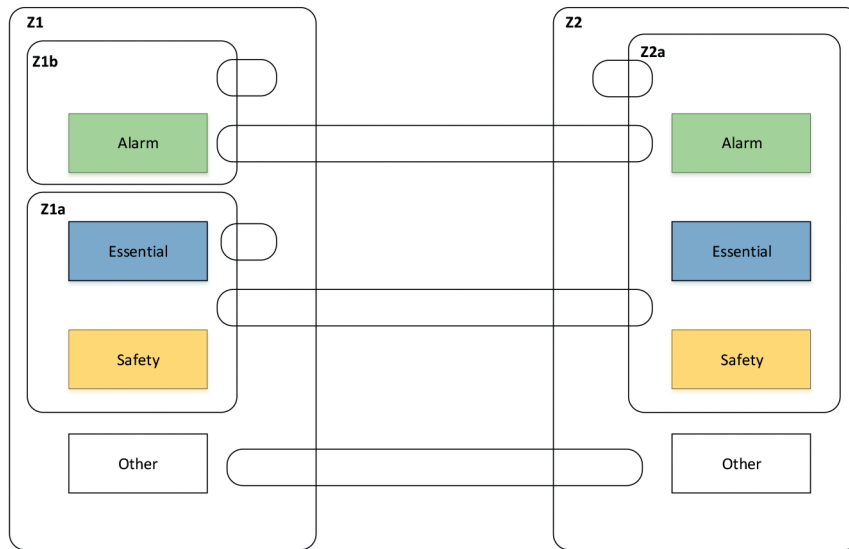 Z1
Z1b
Alarm
Z1a
Essential
Safety
Other
Z2
Z2a
Alarm
Essential
Safety
Other